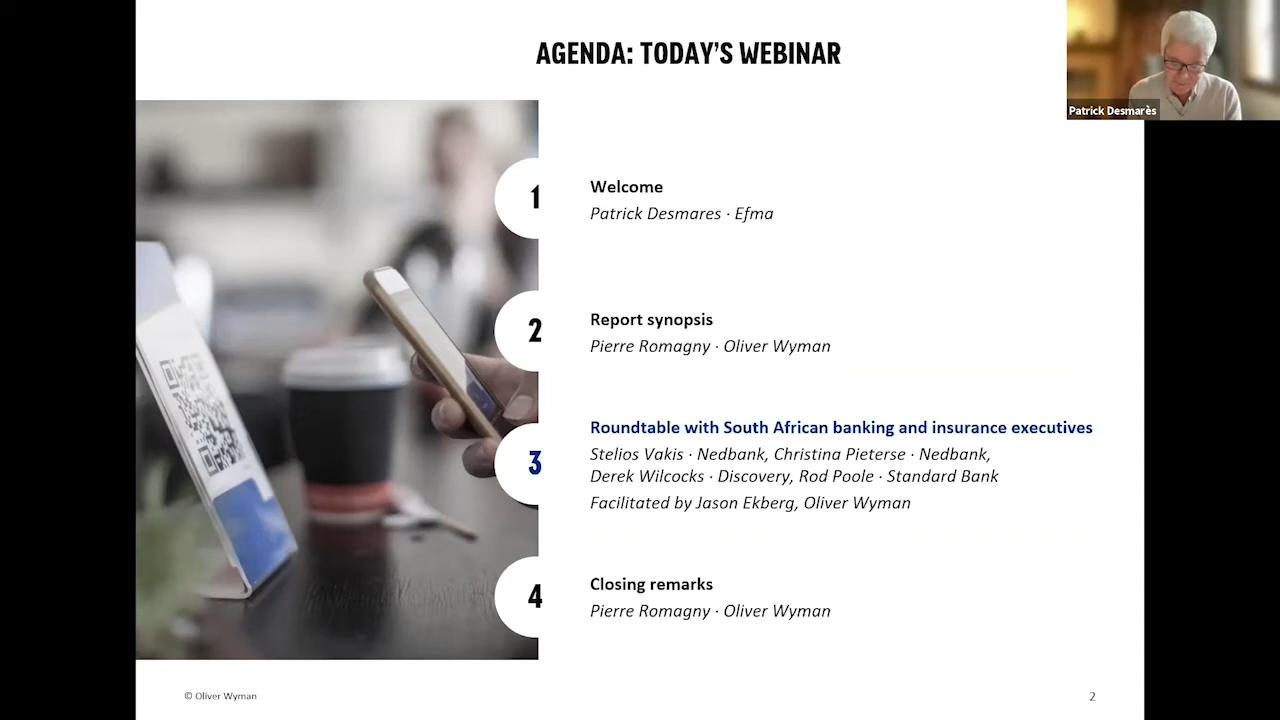 AGENDA: TODAY'S WEBINAR
Patrick Desmarès
1
Welcome
Patrick Desmares · Efma
2
Report synopsis
Pierre Romagny · Oliver Wyman
3
Roundtable with South African banking and insurance executives
Stelios Vakis · Nedbank, Christina Pieterse · Nedbank,
Derek Wilcocks · Discovery, Rod Poole · Standard Bank
Facilitated by Jason Ekberg, Oliver Wyman
4
Closing remarks
Pierre Romagny · Oliver Wyman
© Oliver Wyman
2